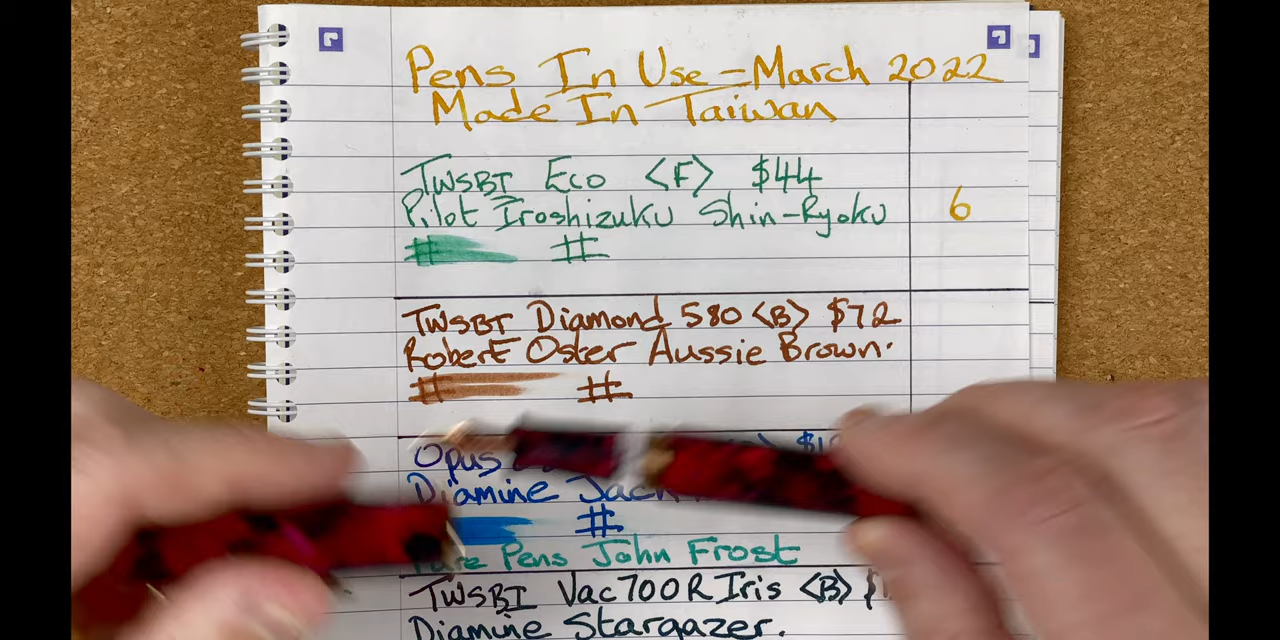 Pens In Use - March 2022
Made In Taiwan
TWSBI Eco <F> $44
Pilot Iroshizuku Shin-Ryoku
6
# #
TWSBI Diamond 580 <B> $72
Robert Oster Aussie Brown.
# #
Opus
Diamine
#
Pens John Frost
TWSBI Vac700R Iris <B>
Diamine Stargazer.